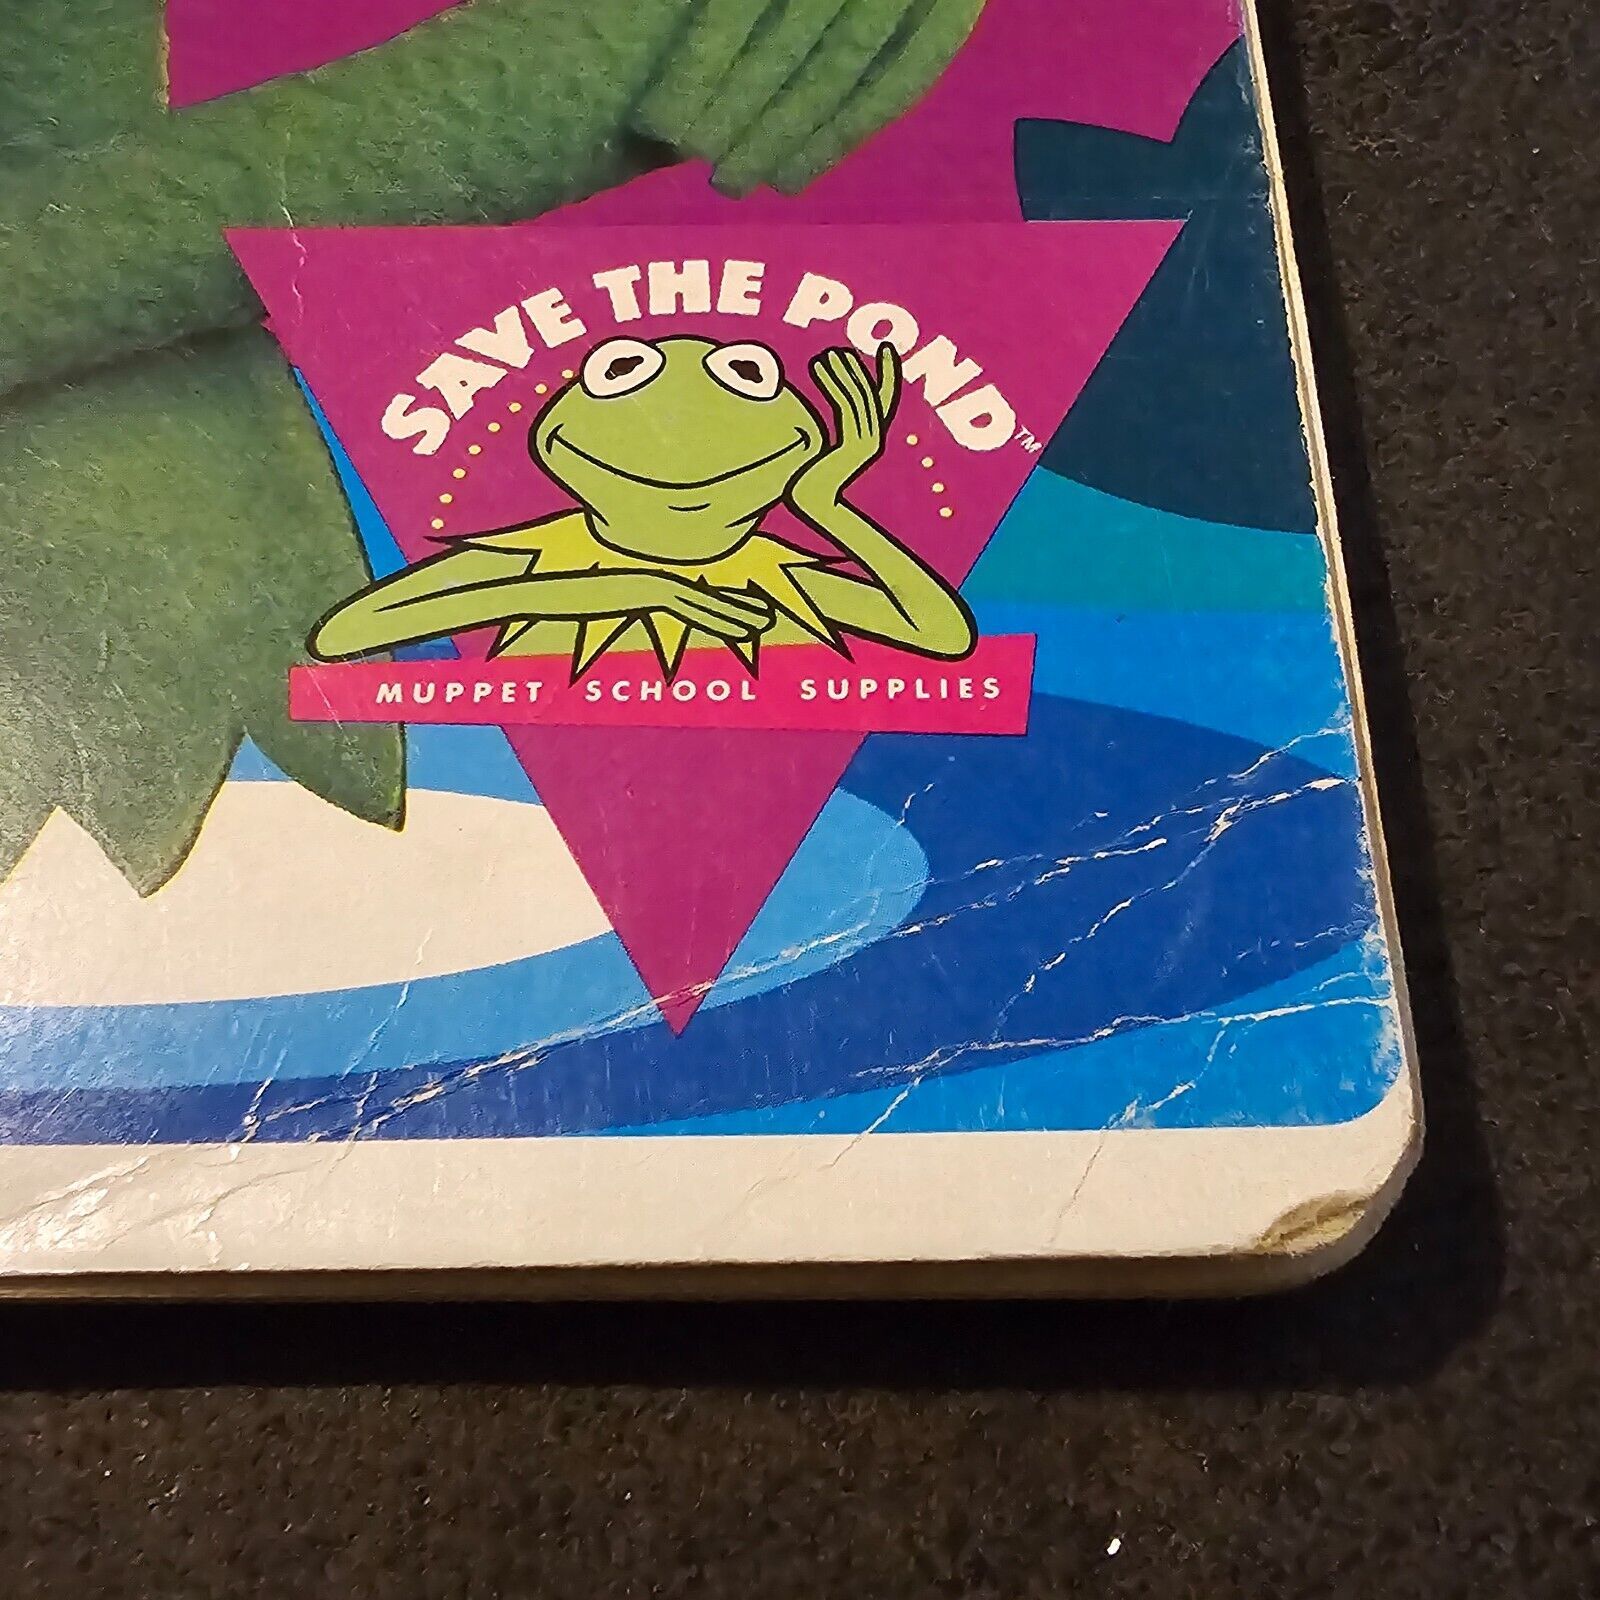 SAVE THE POND™
MUPPET SCHOOL SUPPLIES